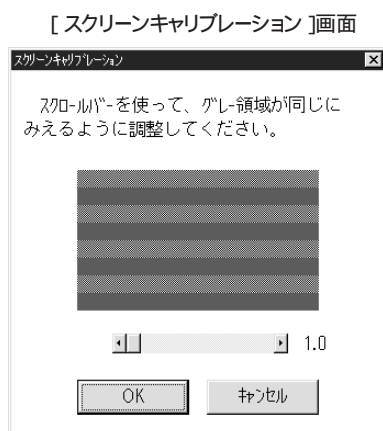 [ スクリーンキャリブレーション ]画面
ｽｸﾘｰﾝｷｬﾘﾌﾞﾚｰｼｮﾝ
ｽｸﾛｰﾙﾊﾞｰを使って、ｸﾞﾚｰ領域が同じに
みえるように調整してください。
1.0
OK ｷｬﾝｾﾙ